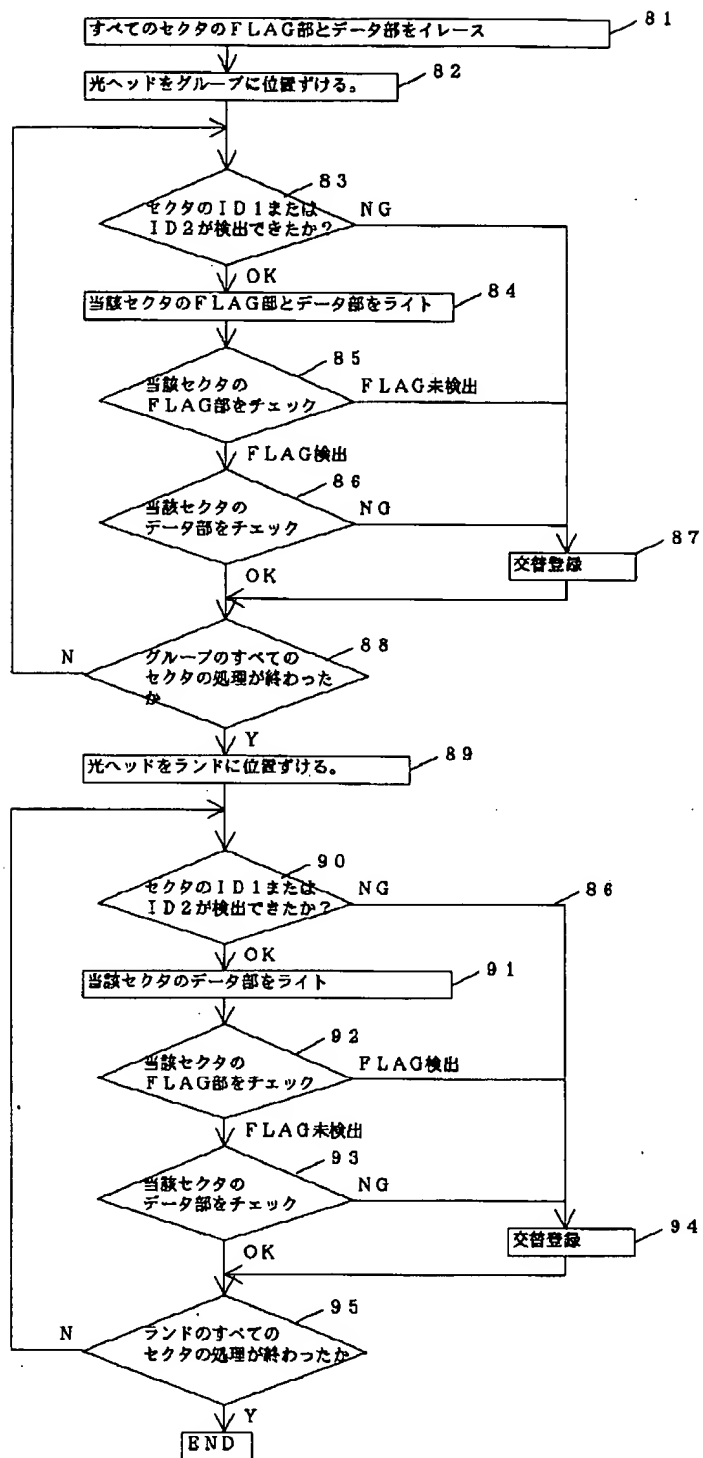 すべてのセクタのFLAG部とデータ部をイレース
81
光ヘッドをグループに位置ずける。
82
83
セクタのID1または
ID2が検出できたか?
NG
OK
84
当該セクタのFLAG部とデータ部をライト
85
当該セクタの
FLAG部をチェック
FLAG未検出
FLAG検出
86
当該セクタの
データ部をチェック
NG
87
交替登録
OK
88
N
グループのすべての
セクタの処理が終わった
か
Y
89
光ヘッドをランドに位置ずける。
90
セクタのID1または
ID2が検出できたか?
NG
86
OK
91
当該セクタのデータ部をライト
92
当該セクタの
FLAG部をチェック
FLAG検出
FLAG未検出
93
当該セクタの
データ部をチェック
NG
94
交替登録
OK
95
N
ランドのすべての
セクタの処理が終わったか
Y
END